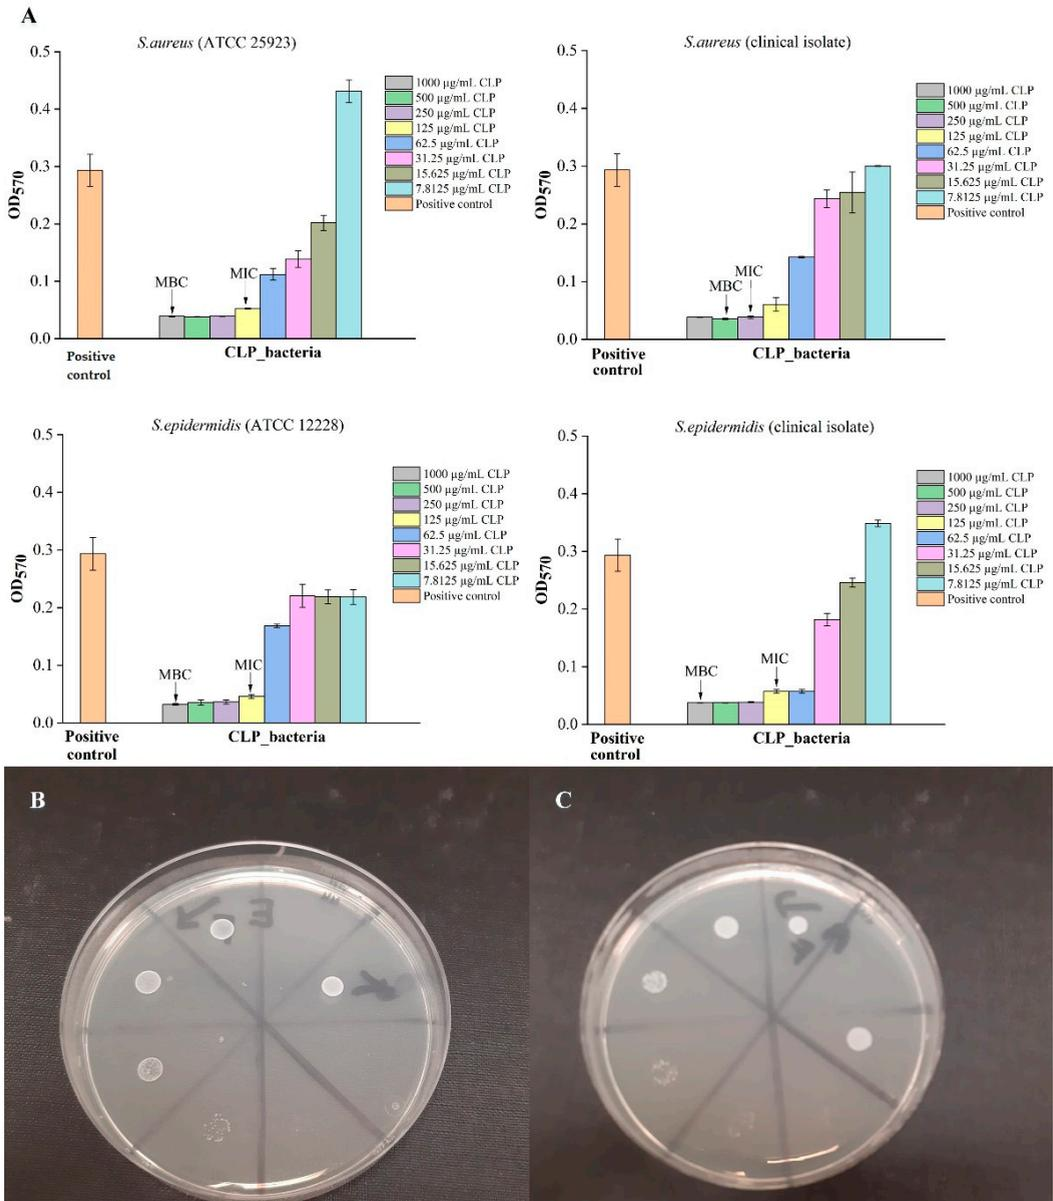 A
S.aureus (ATCC 25923)
0.5
0.4
0.3
0.2
0.1
0.0
OD570
MBC
MIC
1000 µg/mL CLP
500 µg/mL CLP
250 µg/mL CLP
125 µg/mL CLP
62.5 µg/mL CLP
31.25 µg/mL CLP
15.625 µg/mL CLP
7.8125 µg/mL CLP
Positive control
Positive
control
CLP_bacteria
S.aureus (clinical isolate)
0.5
0.4
0.3
0.2
0.1
0.0
OD570
MIC
MBC
1000 µg/mL CLP
500 µg/mL CLP
250 µg/mL CLP
125 µg/mL CLP
62.5 µg/mL CLP
31.25 µg/mL CLP
15.625 µg/mL CLP
7.8125 µg/mL CLP
Positive control
Positive
control
CLP_bacteria
S.epidermidis (ATCC 12228)
0.5
0.4
0.3
0.2
0.1
0.0
OD570
MBC
MIC
1000 µg/mL CLP
500 µg/mL CLP
250 µg/mL CLP
125 µg/mL CLP
62.5 µg/mL CLP
31.25 µg/mL CLP
15.625 µg/mL CLP
7.8125 µg/mL CLP
Positive control
Positive
control
CLP_bacteria
S.epidermidis (clinical isolate)
0.5
0.4
0.3
0.2
0.1
0.0
OD570
MBC
MIC
1000 µg/mL CLP
500 µg/mL CLP
250 µg/mL CLP
125 µg/mL CLP
62.5 µg/mL CLP
31.25 µg/mL CLP
15.625 µg/mL CLP
7.8125 µg/mL CLP
Positive control
Positive
control
CLP_bacteria
B
C